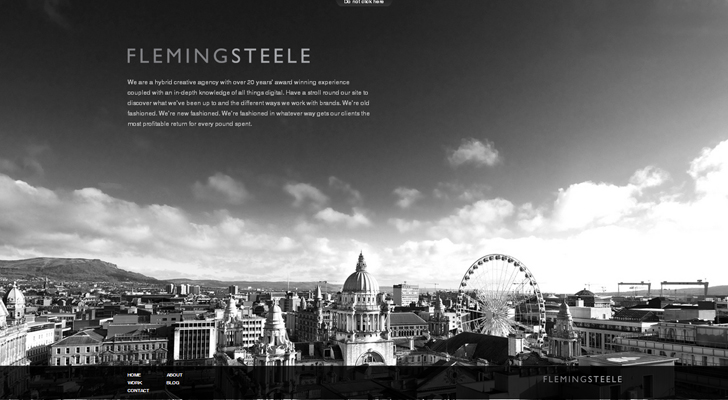 Do not click here
FLEMINGSTEELE
We are a hybrid creative agency with over 20 years' award winning experience
coupled with an in-depth knowledge of all things digital. Have a stroll round our site to
discover what we've been up to and the different ways we work with brands. We're old
fashioned. We're new fashioned. We're fashioned in whatever way gets our clients the
most profitable return for every pound spent.
HOME ABOUT
WORK BLOG
CONTACT
FLEMINGSTEELE